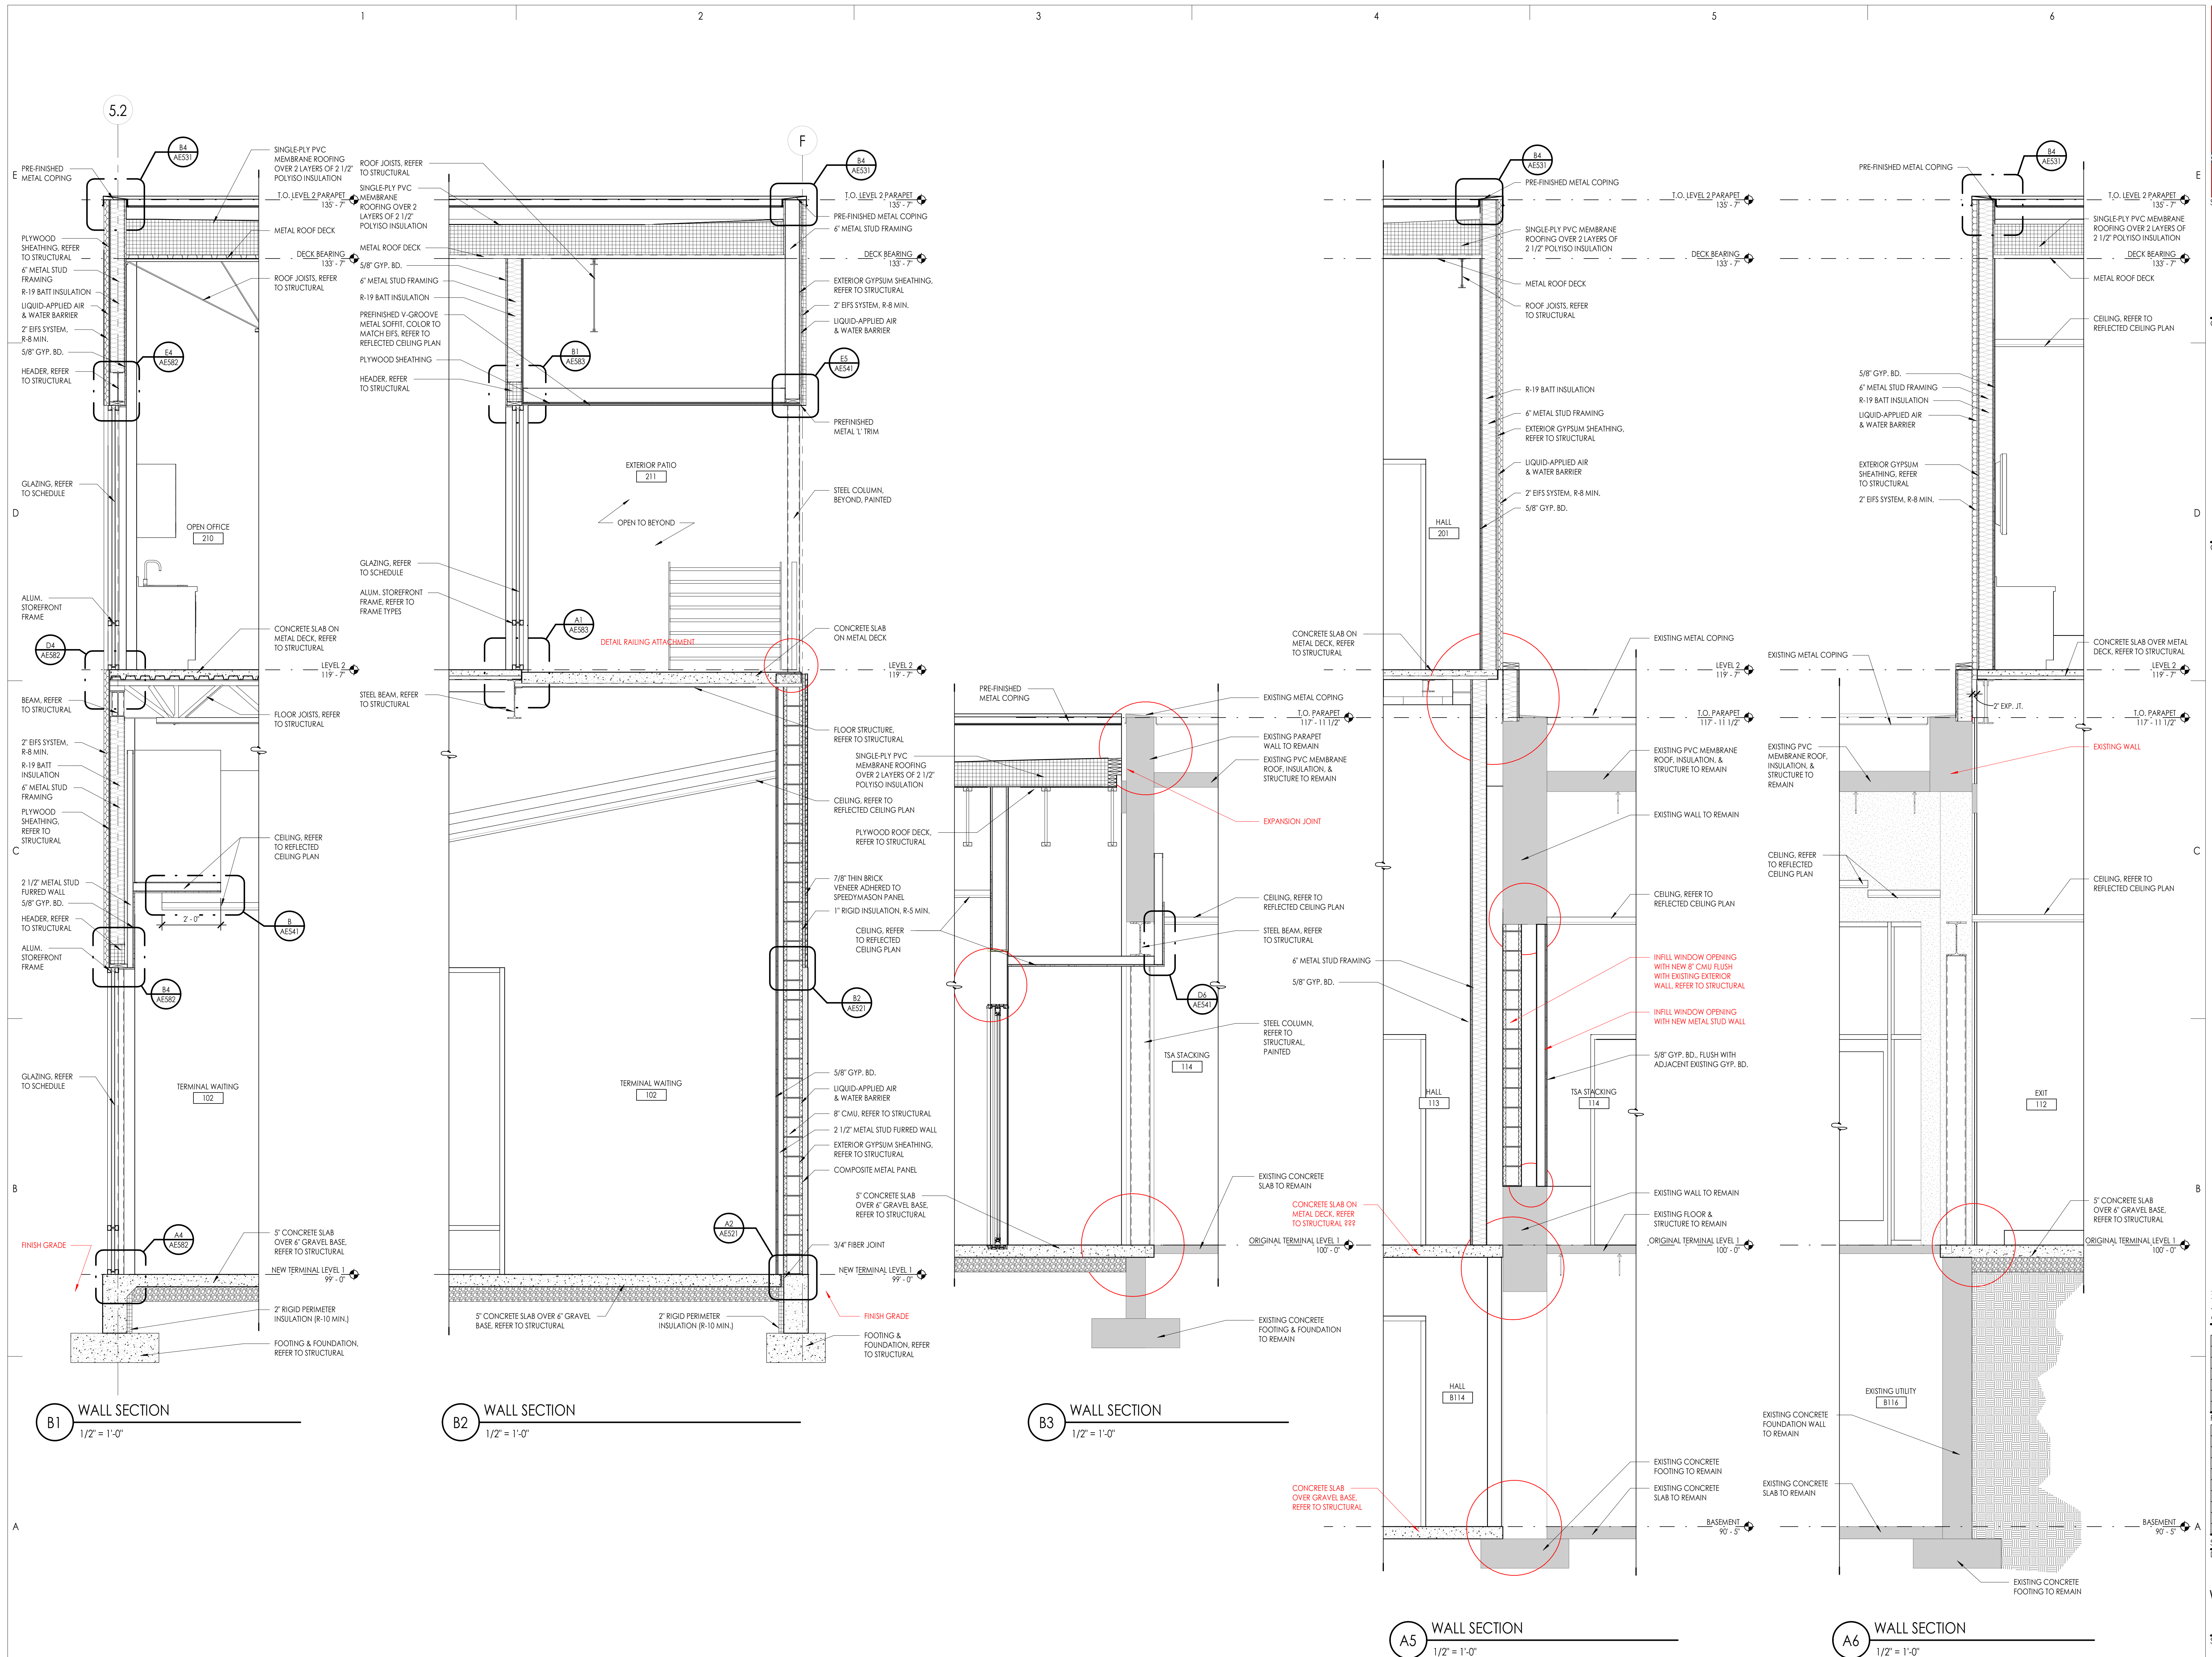 1
2
3
4
5
6
E
D
C
B
A
E
D
C
B
A
5.2
B4
AE531
PRE-FINISHED
METAL COPING
SINGLE-PLY PVC
MEMBRANE ROOFING
OVER 2 LAYERS OF 2 1/2"
POLYISO INSULATION
T.O. LEVEL 2 PARAPET
135' - 7"
METAL ROOF DECK
DECK BEARING
133' - 7"
ROOF JOISTS, REFER
TO STRUCTURAL
PLYWOOD
SHEATHING, REFER
TO STRUCTURAL
6" METAL STUD
FRAMING
R-19 BATT INSULATION
LIQUID-APPLIED AIR
& WATER BARRIER
2" EIFS SYSTEM,
R-8 MIN.
5/8" GYP. BD.
E4
AE582
HEADER, REFER
TO STRUCTURAL
GLAZING, REFER
TO SCHEDULE
OPEN OFFICE
210
ALUM.
STOREFRONT
FRAME
D4
AE582
CONCRETE SLAB ON
METAL DECK, REFER
TO STRUCTURAL
LEVEL 2
119' - 7"
BEAM, REFER
TO STRUCTURAL
FLOOR JOISTS, REFER
TO STRUCTURAL
2" EIFS SYSTEM,
R-8 MIN.
R-19 BATT
INSULATION
6" METAL STUD
FRAMING
PLYWOOD
SHEATHING,
REFER TO
STRUCTURAL
CEILING, REFER
TO REFLECTED
CEILING PLAN
2 1/2" METAL STUD
FURRED WALL
5/8" GYP. BD.
HEADER, REFER
TO STRUCTURAL
2' - 0"
B
AE541
ALUM.
STOREFRONT
FRAME
B4
AE582
GLAZING, REFER
TO SCHEDULE
TERMINAL WAITING
102
FINISH GRADE
A4
AE582
5" CONCRETE SLAB
OVER 6" GRAVEL BASE,
REFER TO STRUCTURAL
NEW TERMINAL LEVEL 1
99' - 0"
2" RIGID PERIMETER
INSULATION (R-10 MIN.)
FOOTING & FOUNDATION,
REFER TO STRUCTURAL
B1
WALL SECTION
1/2" = 1'-0"
F
B4
AE531
ROOF JOISTS, REFER
TO STRUCTURAL
SINGLE-PLY PVC
MEMBRANE
ROOFING OVER 2
LAYERS OF 2 1/2"
POLYISO INSULATION
METAL ROOF DECK
5/8" GYP. BD.
6" METAL STUD FRAMING
R-19 BATT INSULATION
PREFINISHED V-GROOVE
METAL SOFFIT, COLOR TO
MATCH EIFS, REFER TO
REFLECTED CEILING PLAN
PLYWOOD SHEATHING
HEADER, REFER
TO STRUCTURAL
B1
AE583
T.O. LEVEL 2 PARAPET
135' - 7"
PRE-FINISHED METAL COPING
6" METAL STUD FRAMING
DECK BEARING
133' - 7"
EXTERIOR GYPSUM SHEATHING,
REFER TO STRUCTURAL
2" EIFS SYSTEM, R-8 MIN.
LIQUID-APPLIED AIR
& WATER BARRIER
E5
AE541
PREFINISHED
METAL 'L' TRIM
EXTERIOR PATIO
211
OPEN TO BEYOND
STEEL COLUMN,
BEYOND, PAINTED
GLAZING, REFER
TO SCHEDULE
ALUM. STOREFRONT
FRAME, REFER TO
FRAME TYPES
A1
AE583
DETAIL RAILING ATTACHMENT
CONCRETE SLAB
ON METAL DECK
LEVEL 2
119' - 7"
STEEL BEAM, REFER
TO STRUCTURAL
FLOOR STRUCTURE,
REFER TO STRUCTURAL
CEILING, REFER TO
REFLECTED CEILING PLAN
7/8" THIN BRICK
VENEER ADHERED TO
SPEEDYMASON PANEL
1" RIGID INSULATION, R-5 MIN.
B2
AE521
TERMINAL WAITING
102
5/8" GYP. BD.
LIQUID-APPLIED AIR
& WATER BARRIER
8" CMU, REFER TO STRUCTURAL
2 1/2" METAL STUD FURRED WALL
EXTERIOR GYPSUM SHEATHING,
REFER TO STRUCTURAL
COMPOSITE METAL PANEL
A2
AE521
3/4" FIBER JOINT
NEW TERMINAL LEVEL 1
99' - 0"
FINISH GRADE
5" CONCRETE SLAB OVER 6" GRAVEL
BASE, REFER TO STRUCTURAL
2" RIGID PERIMETER
INSULATION (R-10 MIN.)
FOOTING &
FOUNDATION, REFER
TO STRUCTURAL
B2
WALL SECTION
1/2" = 1'-0"
PRE-FINISHED
METAL COPING
EXISTING METAL COPING
T.O. PARAPET
117' - 11 1/2"
EXISTING PARAPET
WALL TO REMAIN
EXISTING PVC MEMBRANE
ROOF, INSULATION, &
STRUCTURE TO REMAIN
SINGLE-PLY PVC
MEMBRANE ROOFING
OVER 2 LAYERS OF 2 1/2"
POLYISO INSULATION
EXPANSION JOINT
PLYWOOD ROOF DECK,
REFER TO STRUCTURAL
CEILING, REFER TO
REFLECTED CEILING PLAN
CEILING, REFER
TO REFLECTED
CEILING PLAN
STEEL BEAM, REFER
TO STRUCTURAL
D6
AE541
STEEL COLUMN,
REFER TO
STRUCTURAL,
PAINTED
TSA STACKING
114
EXISTING CONCRETE
SLAB TO REMAIN
5" CONCRETE SLAB
OVER 6" GRAVEL BASE,
REFER TO STRUCTURAL
ORIGINAL TERMINAL LEVEL 1
100' - 0"
EXISTING CONCRETE
FOOTING & FOUNDATION
TO REMAIN
B3
WALL SECTION
1/2" = 1'-0"
B4
AE531
PRE-FINISHED METAL COPING
T.O. LEVEL 2 PARAPET
135' - 7"
SINGLE-PLY PVC MEMBRANE
ROOFING OVER 2 LAYERS OF
2 1/2" POLYISO INSULATION
DECK BEARING
133' - 7"
METAL ROOF DECK
ROOF JOISTS, REFER
TO STRUCTURAL
R-19 BATT INSULATION
6" METAL STUD FRAMING
EXTERIOR GYPSUM SHEATHING,
REFER TO STRUCTURAL
LIQUID-APPLIED AIR
& WATER BARRIER
2" EIFS SYSTEM, R-8 MIN.
5/8" GYP. BD.
HALL
201
CONCRETE SLAB ON
METAL DECK, REFER
TO STRUCTURAL
EXISTING METAL COPING
LEVEL 2
119' - 7"
T.O. PARAPET
117' - 11 1/2"
EXISTING PVC MEMBRANE
ROOF, INSULATION, &
STRUCTURE TO REMAIN
EXISTING WALL TO REMAIN
CEILING, REFER TO
REFLECTED CEILING PLAN
6" METAL STUD FRAMING
5/8" GYP. BD.
INFILL WINDOW OPENING
WITH NEW 8" CMU FLUSH
WITH EXISTING EXTERIOR
WALL, REFER TO STRUCTURAL
INFILL WINDOW OPENING
WITH NEW METAL STUD WALL
5/8" GYP. BD., FLUSH WITH
ADJACENT EXISTING GYP. BD.
HALL
113
TSA STACKING
114
EXISTING WALL TO REMAIN
CONCRETE SLAB ON
METAL DECK, REFER
TO STRUCTURAL ???
EXISTING FLOOR &
STRUCTURE TO REMAIN
ORIGINAL TERMINAL LEVEL 1
100' - 0"
HALL
B114
EXISTING CONCRETE
FOOTING TO REMAIN
CONCRETE SLAB
OVER GRAVEL BASE,
REFER TO STRUCTURAL
EXISTING CONCRETE
SLAB TO REMAIN
BASEMENT
90' - 5"
A5
WALL SECTION
1/2" = 1'-0"
PRE-FINISHED METAL COPING
B4
AE531
T.O. LEVEL 2 PARAPET
135' - 7"
SINGLE-PLY PVC MEMBRANE
ROOFING OVER 2 LAYERS OF
2 1/2" POLYISO INSULATION
DECK BEARING
133' - 7"
METAL ROOF DECK
CEILING, REFER TO
REFLECTED CEILING PLAN
5/8" GYP. BD.
6" METAL STUD FRAMING
R-19 BATT INSULATION
LIQUID-APPLIED AIR
& WATER BARRIER
EXTERIOR GYPSUM
SHEATHING, REFER
TO STRUCTURAL
2" EIFS SYSTEM, R-8 MIN.
CONCRETE SLAB OVER METAL
DECK, REFER TO STRUCTURAL
EXISTING METAL COPING
LEVEL 2
119' - 7"
2" EXP. JT.
T.O. PARAPET
117' - 11 1/2"
EXISTING PVC
MEMBRANE ROOF,
INSULATION, &
STRUCTURE TO
REMAIN
EXISTING WALL
CEILING, REFER
TO REFLECTED
CEILING PLAN
CEILING, REFER TO
REFLECTED CEILING PLAN
EXIT
112
5" CONCRETE SLAB
OVER 6" GRAVEL BASE,
REFER TO STRUCTURAL
ORIGINAL TERMINAL LEVEL 1
100' - 0"
EXISTING UTILITY
B116
EXISTING CONCRETE
FOUNDATION WALL
TO REMAIN
EXISTING CONCRETE
SLAB TO REMAIN
BASEMENT
90' - 5"
EXISTING CONCRETE
FOOTING TO REMAIN
A6
WALL SECTION
1/2" = 1'-0"